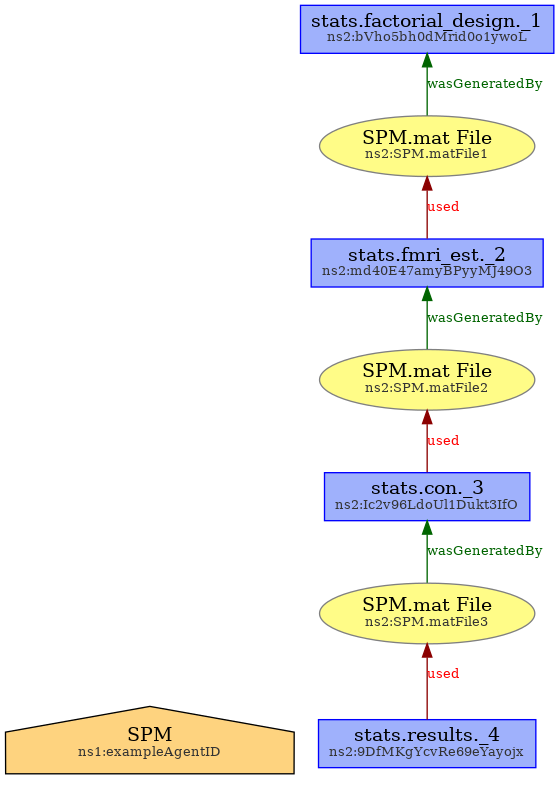 stats.factorial_design._1
ns2:bVho5bh0dMrid0o1ywoL
wasGeneratedBy
SPM.mat File
ns2:SPM.matFile1
used
stats.fmri_est._2
ns2:md40E47amyBPyyMJ49O3
wasGeneratedBy
SPM.mat File
ns2:SPM.matFile2
used
stats.con._3
ns2:Ic2v96LdoUl1Dukt3IfO
wasGeneratedBy
SPM.mat File
ns2:SPM.matFile3
used
SPM
ns1:exampleAgentID
stats.results._4
ns2:9DfMKgYcvRe69eYayojx